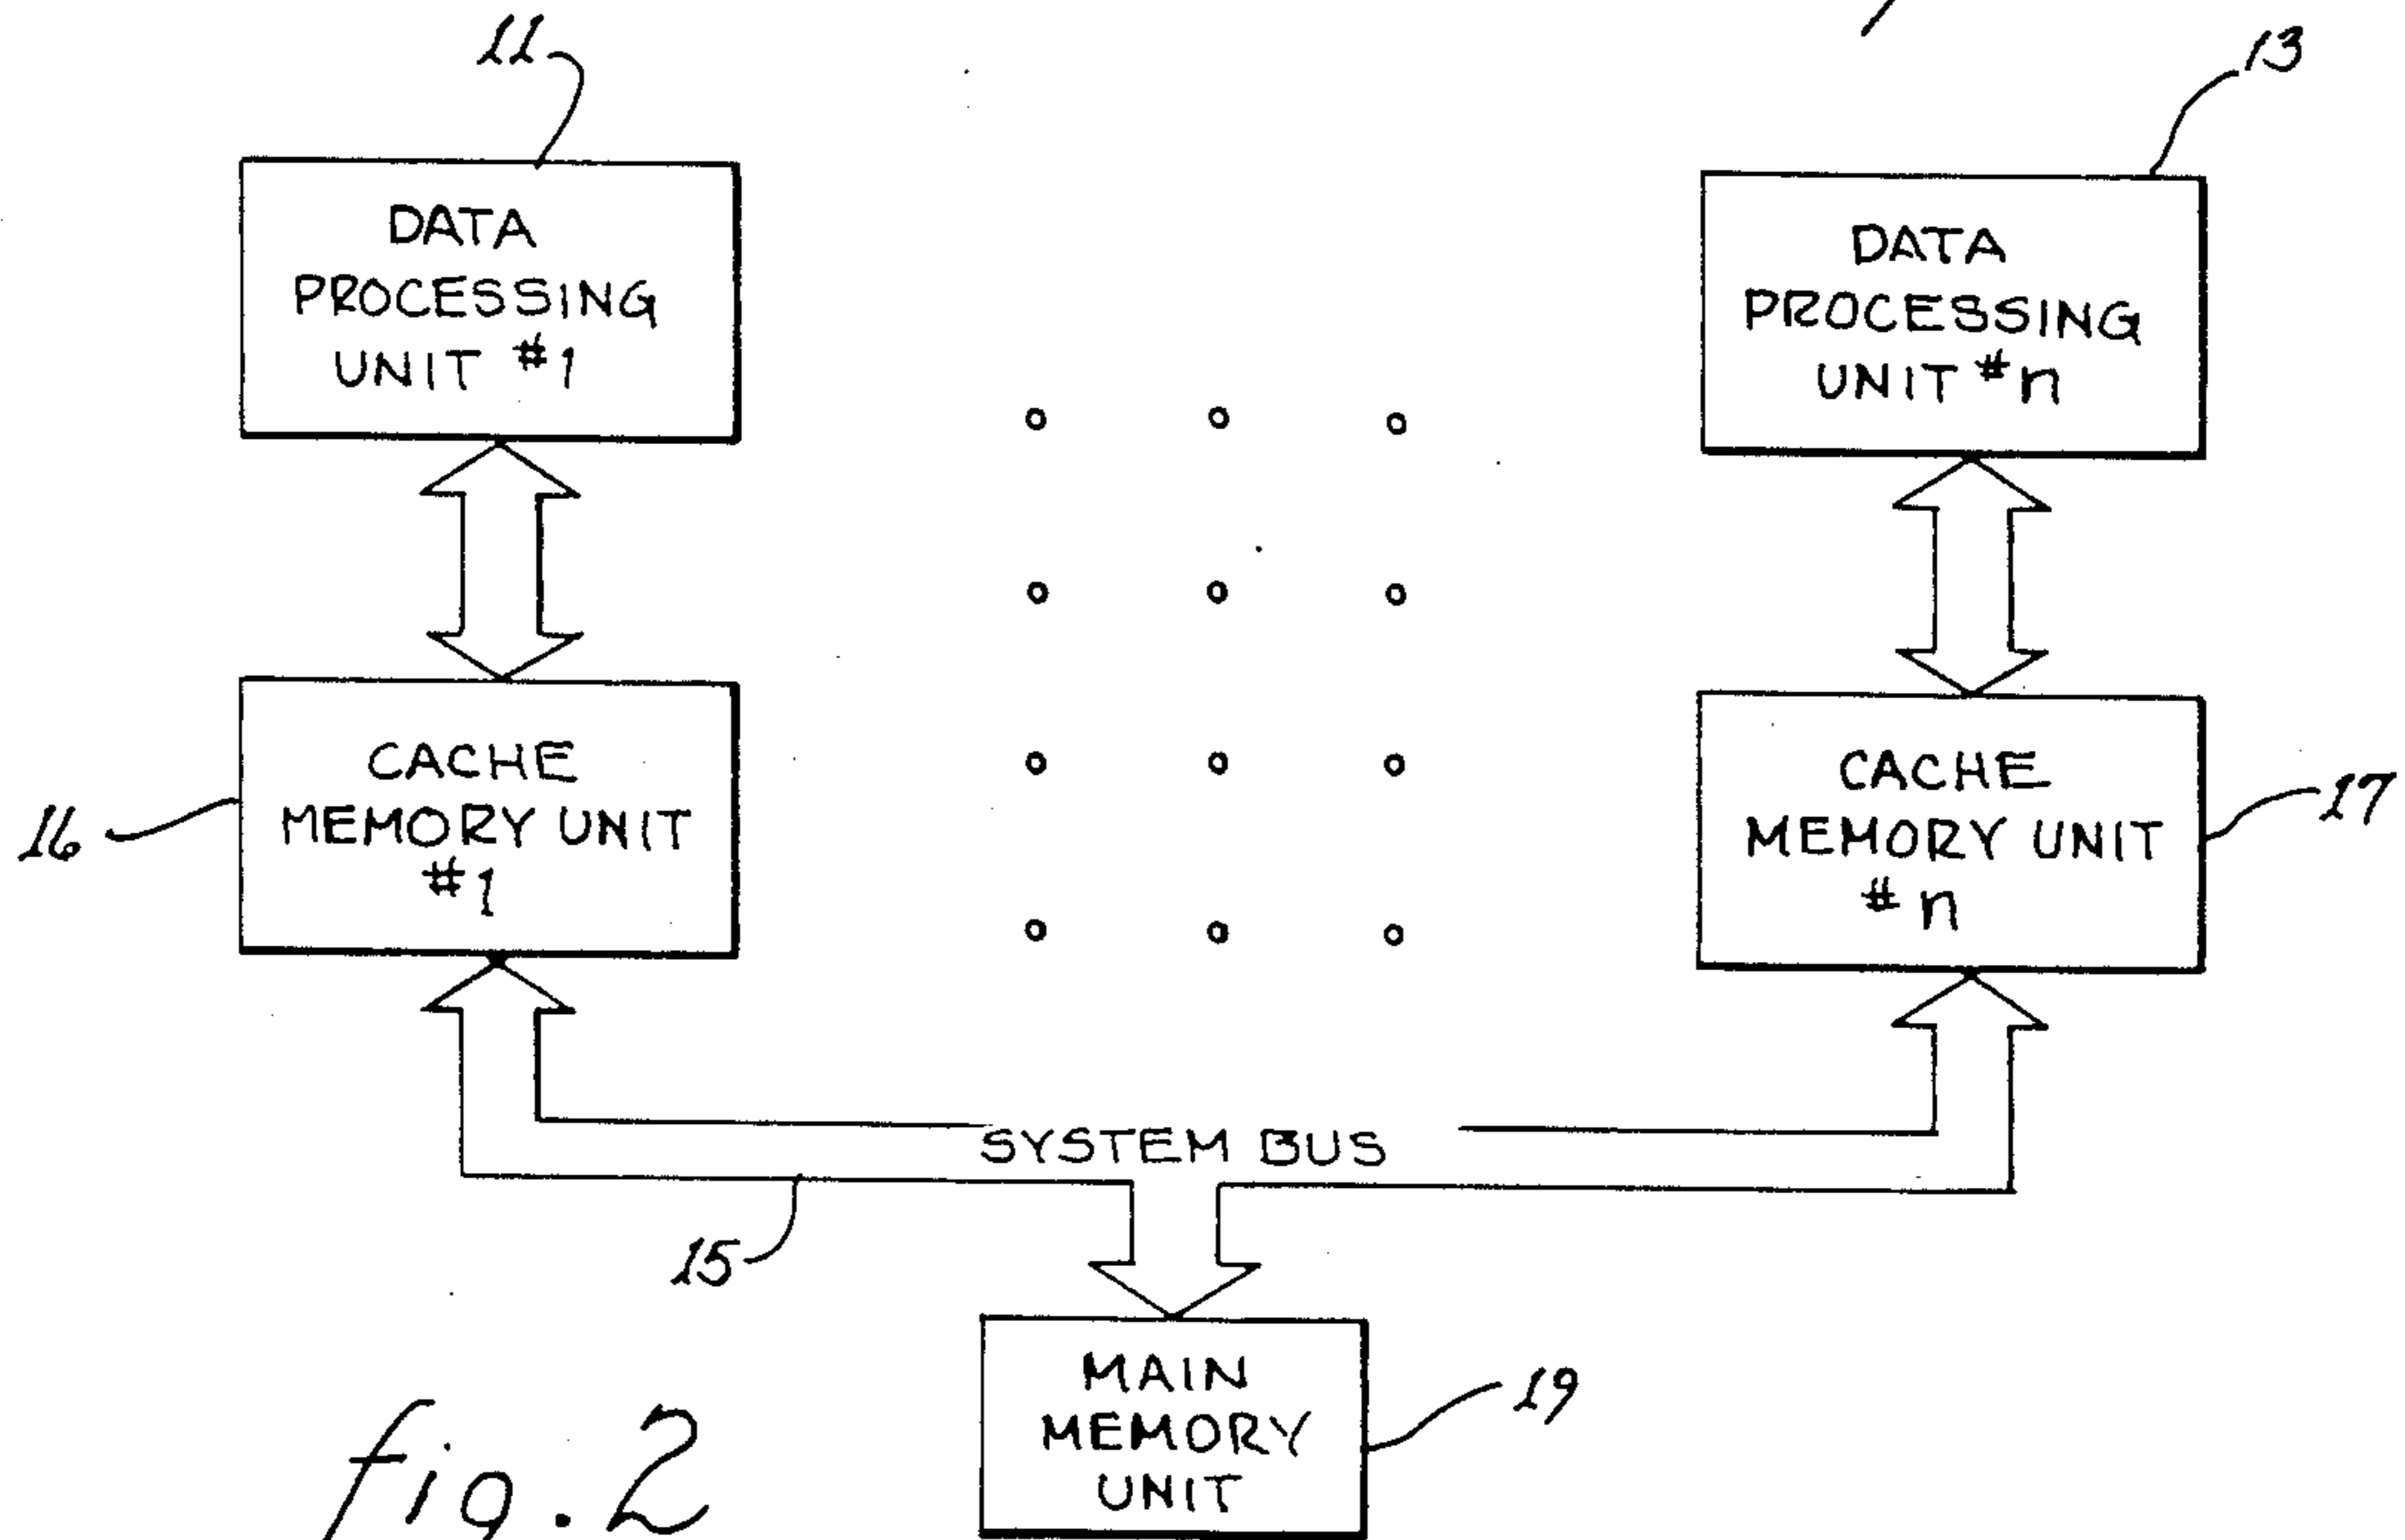 11
13
DATA
PROCESSING
UNIT #1
DATA
PROCESSING
UNIT #n
16
CACHE
MEMORY UNIT
#1
CACHE
MEMORY UNIT
#n
17
SYSTEM BUS
15
MAIN
MEMORY
UNIT
19
fig. 2